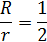 R/r = 1/2